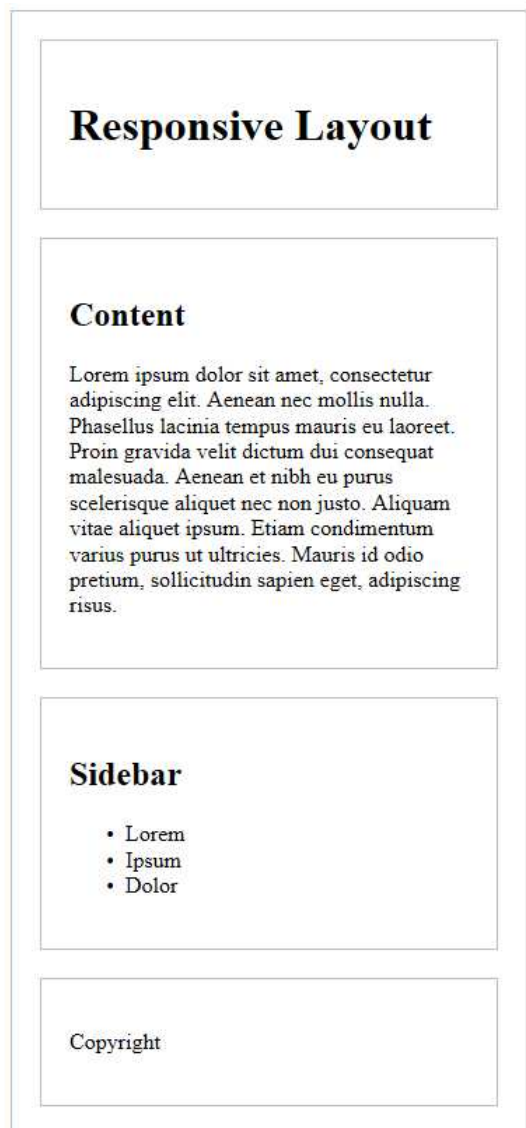 Responsive Layout
Content
Lorem ipsum dolor sit amet, consectetur
adipiscing elit. Aenean nec mollis nulla.
Phasellus lacinia tempus mauris eu laoreet.
Proin gravida velit dictum dui consequat
malesuada. Aenean et nibh eu purus
scelerisque aliquet nec non justo. Aliquam
vitae aliquet ipsum. Etiam condimentum
varius purus ut ultricies. Mauris id odio
pretium, sollicitudin sapien eget, adipiscing
risus.
Sidebar
• Lorem
• Ipsum
• Dolor
Copyright